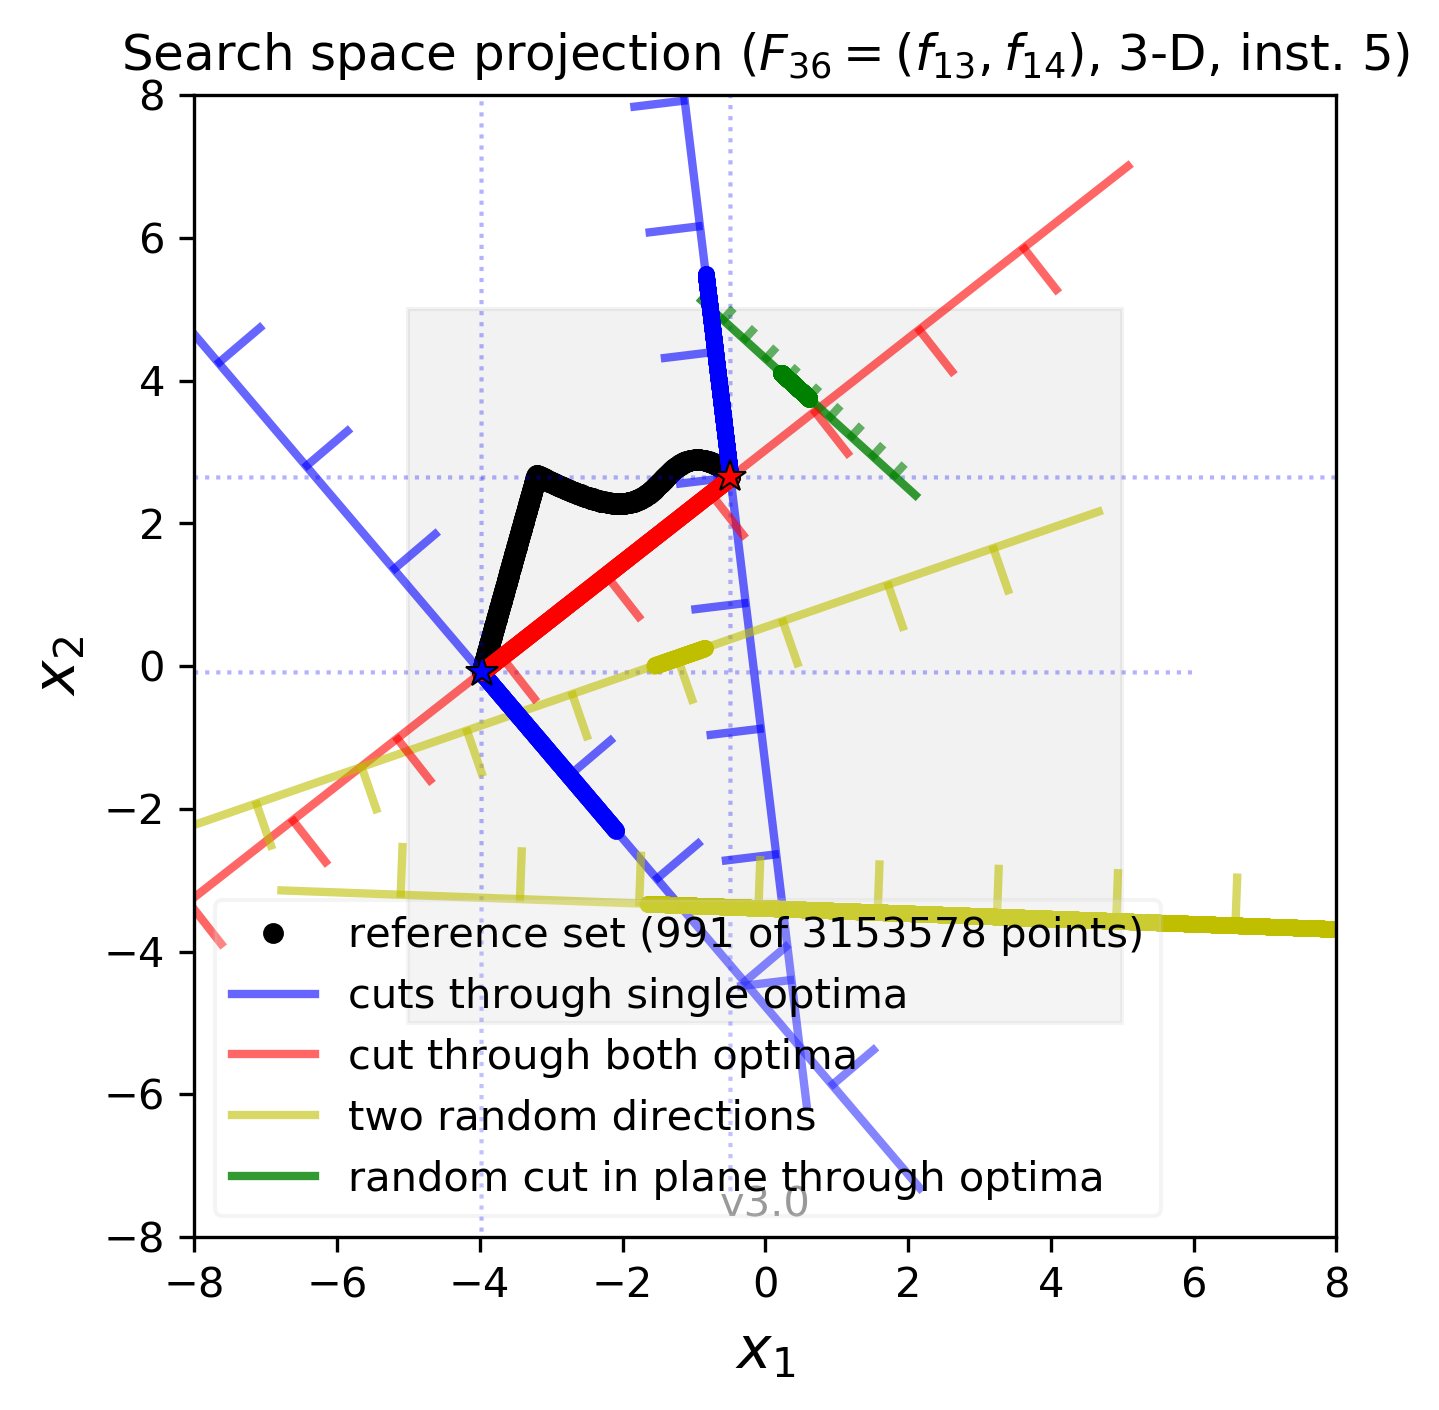 Search space projection (F36 = (f13, f14), 3-D, inst. 5)
8
6
4
2
0
−2
−4
−6
−8
x2
reference set (991 of 3153578 points)
cuts through single optima
cut through both optima
two random directions
random cut in plane through optima
v3.0
−8 −6 −4 −2 0 2 4 6 8
x1